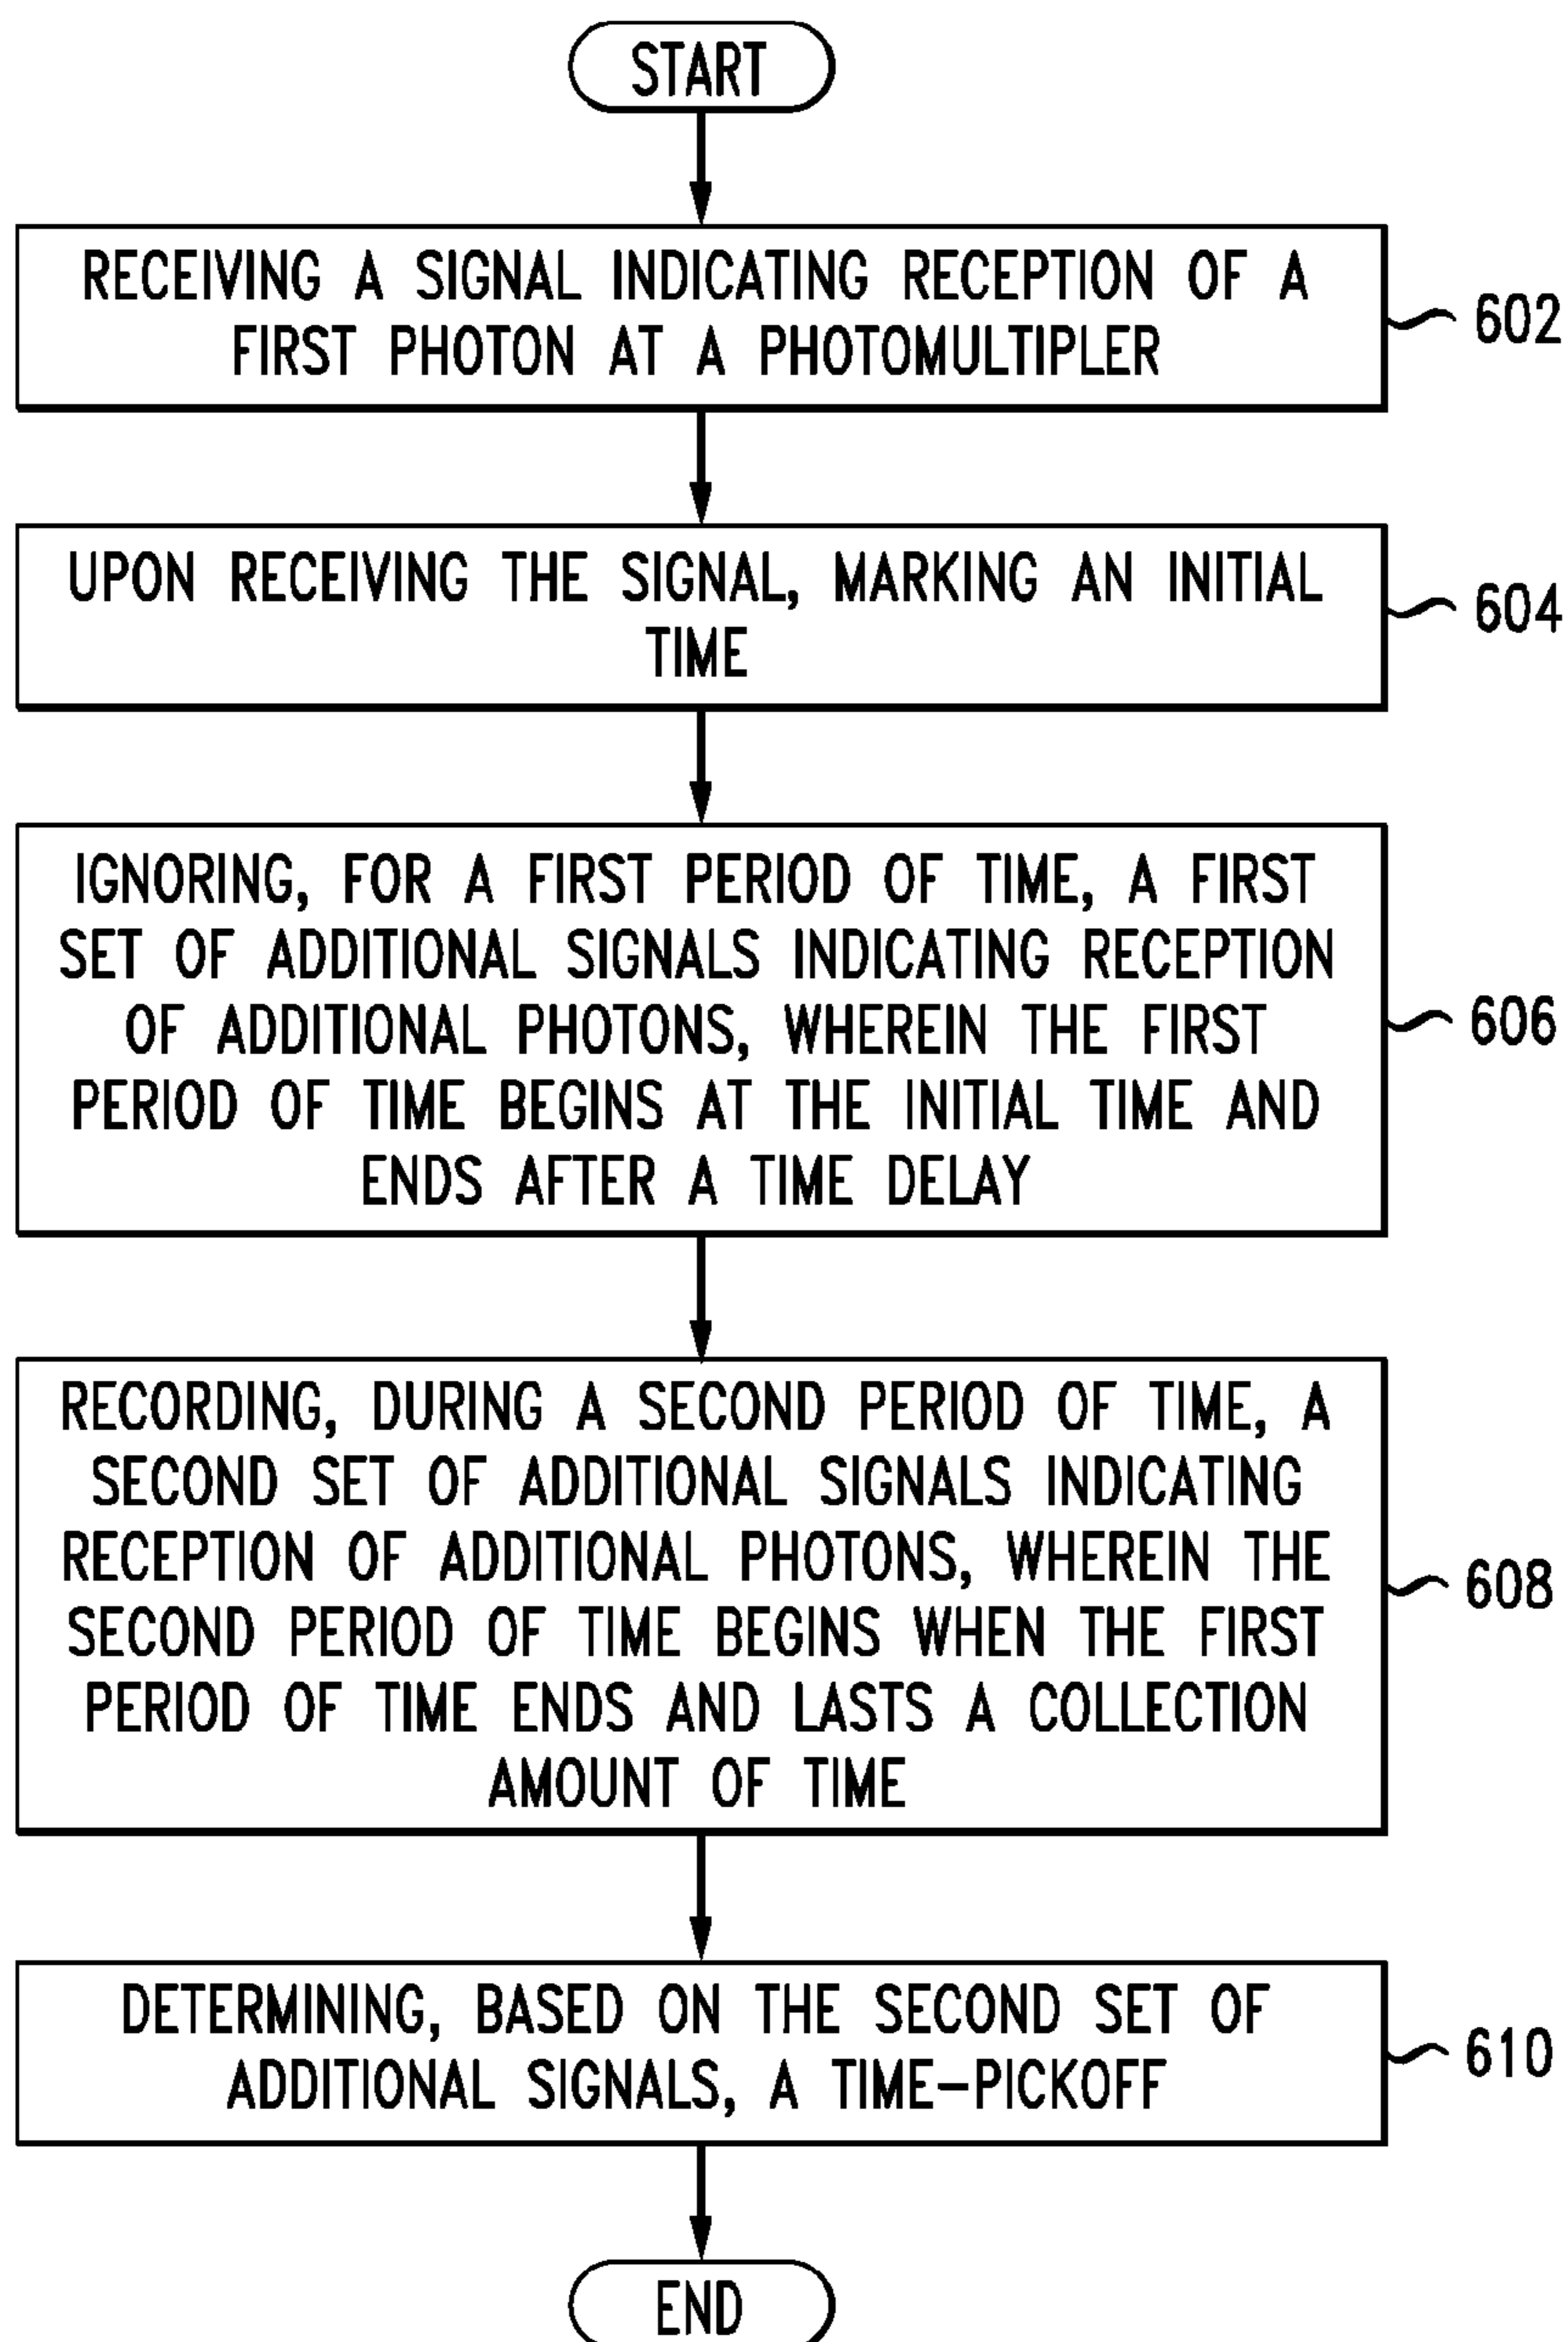 START
RECEIVING A SIGNAL INDICATING RECEPTION OF A
FIRST PHOTON AT A PHOTOMULTIPLER
602
UPON RECEIVING THE SIGNAL, MARKING AN INITIAL
TIME
604
IGNORING, FOR A FIRST PERIOD OF TIME, A FIRST
SET OF ADDITIONAL SIGNALS INDICATING RECEPTION
OF ADDITIONAL PHOTONS, WHEREIN THE FIRST
PERIOD OF TIME BEGINS AT THE INITIAL TIME AND
ENDS AFTER A TIME DELAY
606
RECORDING, DURING A SECOND PERIOD OF TIME, A
SECOND SET OF ADDITIONAL SIGNALS INDICATING
RECEPTION OF ADDITIONAL PHOTONS, WHEREIN THE
SECOND PERIOD OF TIME BEGINS WHEN THE FIRST
PERIOD OF TIME ENDS AND LASTS A COLLECTION
AMOUNT OF TIME
608
DETERMINING, BASED ON THE SECOND SET OF
ADDITIONAL SIGNALS, A TIME-PICKOFF
610
END